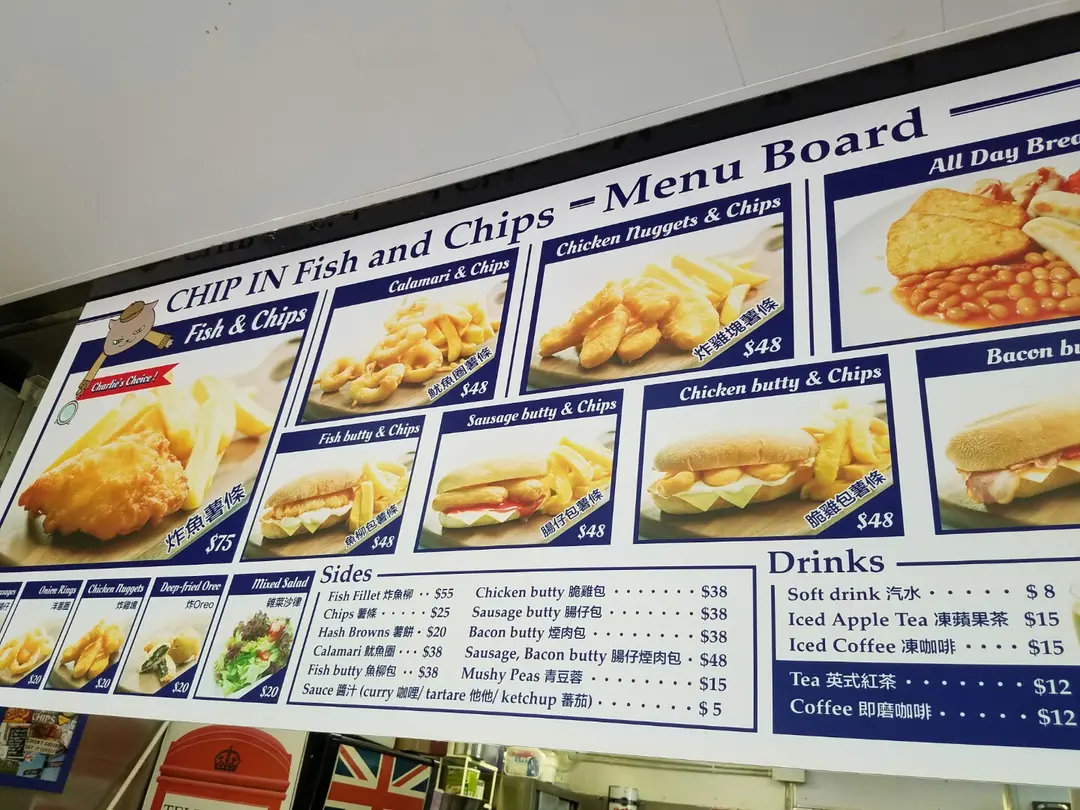 CHIP IN Fish and Chips – Menu Board
Fish & Chips
Charlie's Choice !
炸魚薯條
$75
Calamari & Chips
魷魚圈薯條
$48
Chicken Nuggets & Chips
炸雞塊薯條
$48
All Day Brea
Fish butty & Chips
魚柳包薯條
$48
Sausage butty & Chips
腸仔包薯條
$48
Chicken butty & Chips
脆雞包薯條
$48
Bacon bu
Onion Rings
洋蔥圈
$20
Chicken Nuggets
炸雞塊
$20
Deep-fried Oreo
炸Oreo
$20
Mixed Salad
雜菜沙律
$20
Sides
Fish Fillet 炸魚柳 ·· $55
Chips 薯條 ····· $25
Hash Browns 薯餅 · $20
Calamari 魷魚圈 ··· $38
Fish butty 魚柳包 ·· $38
Chicken butty 脆雞包 ······· $38
Sausage butty 腸仔包 ······· $38
Bacon butty 煙肉包 ········ $38
Sausage, Bacon butty 腸仔煙肉包 · $48
Mushy Peas 青豆蓉 ········ $15
Sauce 醬汁 (curry 咖喱/ tartare 他他/ ketchup 蕃茄) ······· $ 5
Drinks
Soft drink 汽水 ······ $ 8
Iced Apple Tea 凍蘋果茶 $15
Iced Coffee 凍咖啡 ···· $15
Tea 英式紅茶 ······· $12
Coffee 即磨咖啡 ····· $12